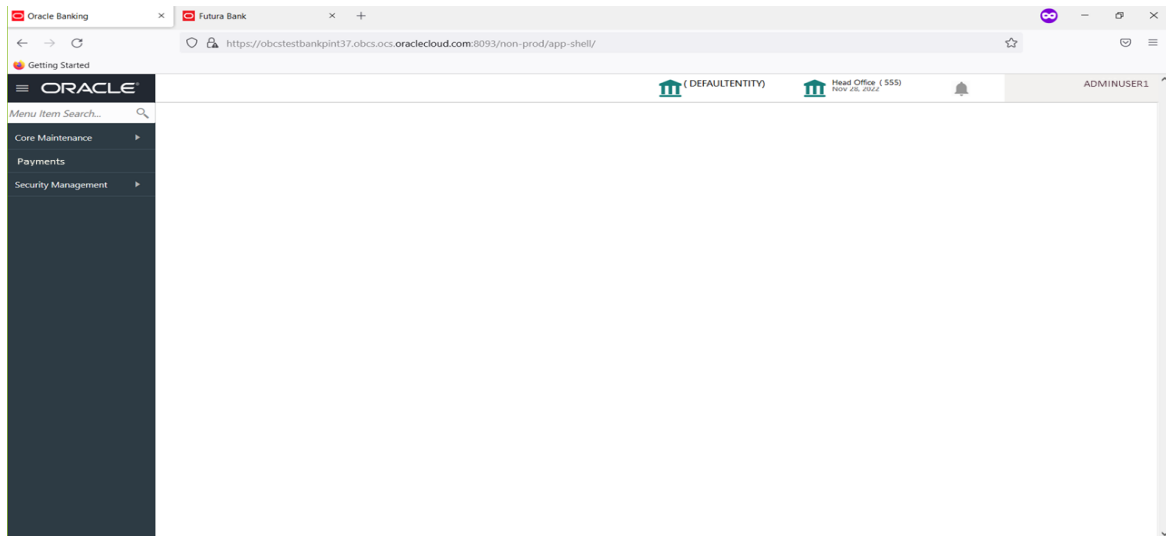 Oracle Banking
Futura Bank
https://obcstestbankpint37.obcs.ocs.oraclecloud.com:8093/non-prod/app-shell/
Getting Started
ORACLE
( DEFAULTENTITY)
Head Office ( 555)
Nov 28, 2022
ADMINUSER1
Menu Item Search...
Core Maintenance
Payments
Security Management